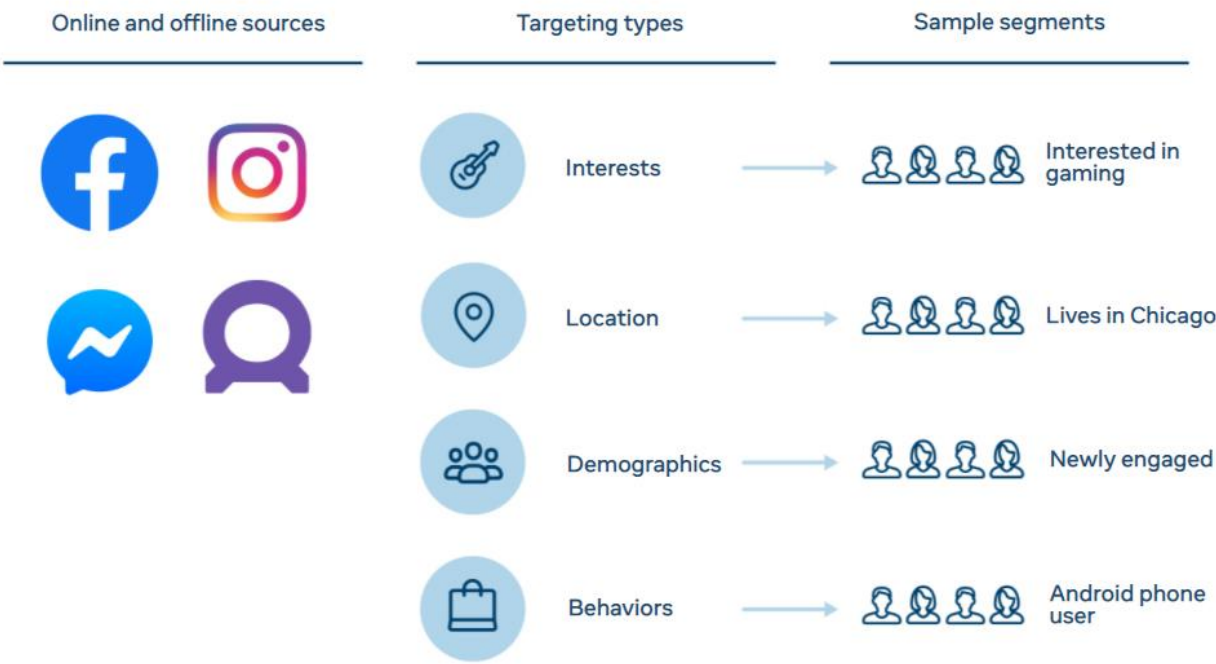 Online and offline sources
Targeting types
Sample segments
Interests
Interested in
gaming
Location
Lives in Chicago
Demographics
Newly engaged
Behaviors
Android phone
user